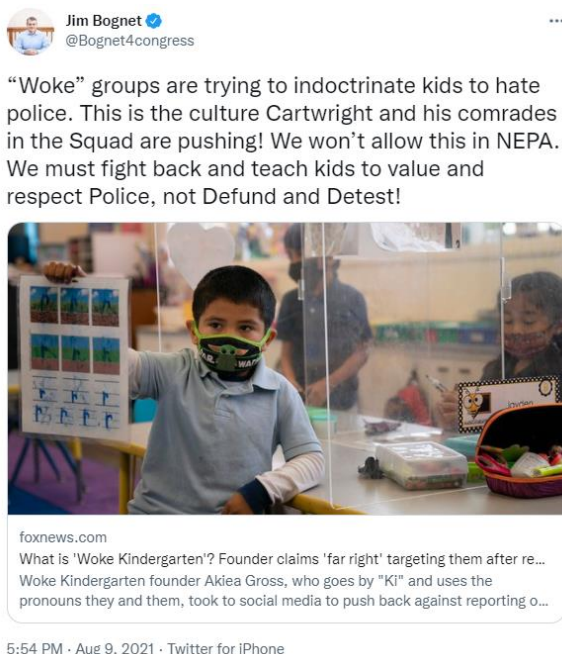 Jim Bognet
@Bognet4congress
“Woke” groups are trying to indoctrinate kids to hate
police. This is the culture Cartwright and his comrades
in the Squad are pushing! We won’t allow this in NEPA.
We must fight back and teach kids to value and
respect Police, not Defund and Detest!
WAR
Jayden
foxnews.com
What is 'Woke Kindergarten'? Founder claims 'far right' targeting them after re...
Woke Kindergarten founder Akiea Gross, who goes by "Ki" and uses the
pronouns they and them, took to social media to push back against reporting o...
5:54 PM · Aug 9, 2021 · Twitter for iPhone